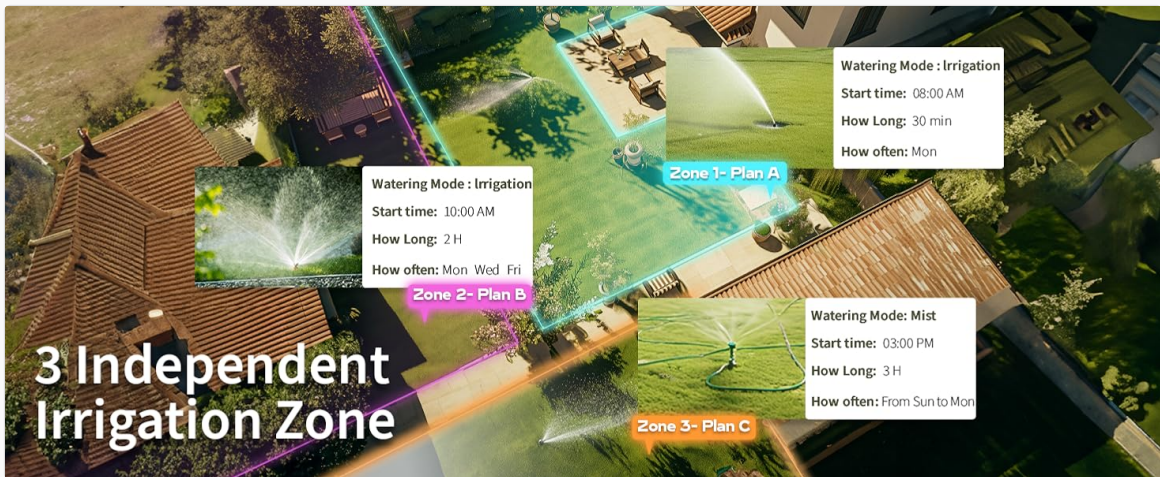 Watering Mode : lrrigation
Start time: 08:00 AM
How Long: 30 min
How often: Mon
Zone 1- Plan A
Watering Mode : lrrigation
Start time: 10:00 AM
How Long: 2 H
How often: Mon Wed Fri
Zone 2- Plan B
Watering Mode: Mist
Start time: 03:00 PM
How Long: 3 H
How often: From Sun to Mon
Zone 3- Plan C
3 Independent
Irrigation Zone